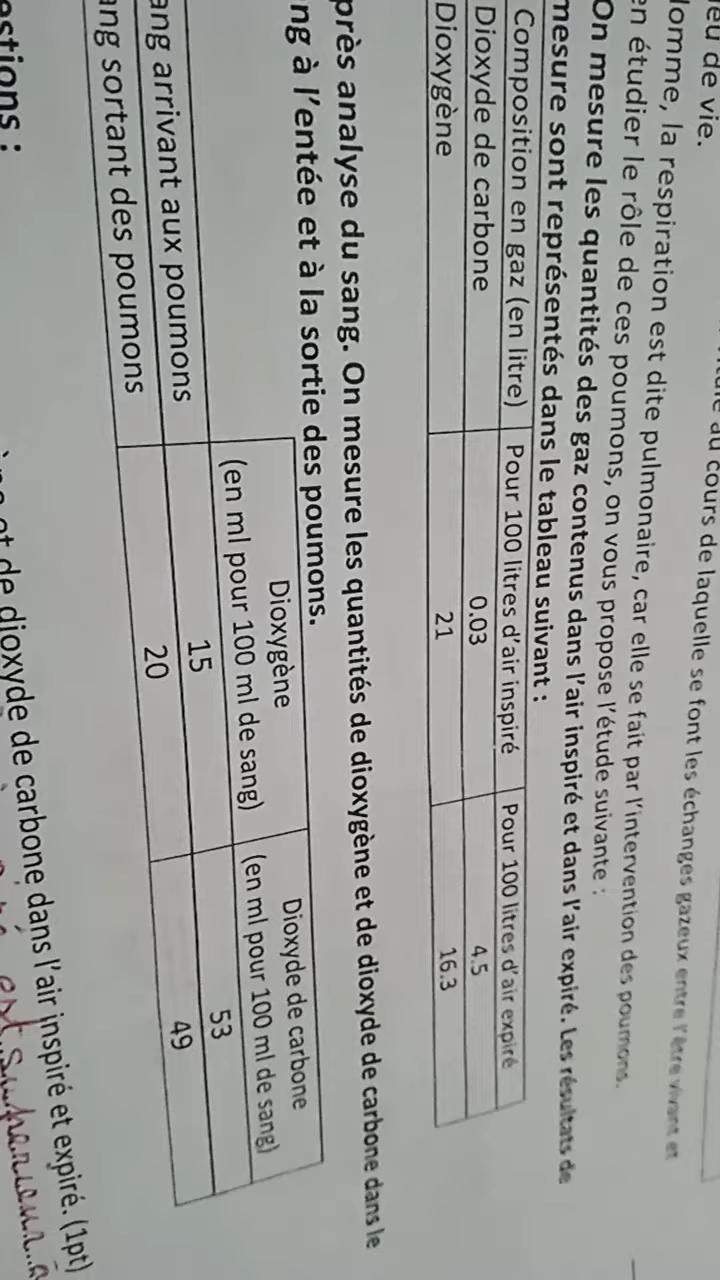 au cours de laquelle se font les échanges gazeux entre l'être vivant et
ieu de vie.
omme, la respiration est dite pulmonaire, car elle se fait par l'intervention des poumons.
en étudier le rôle de ces poumons, on vous propose l'étude suivante :
On mesure les quantités des gaz contenus dans l'air inspiré et dans l'air expiré. Les résultats de
mesure sont représentés dans le tableau suivant :
Composition en gaz (en litre) Pour 100 litres d'air inspiré Pour 100 litres d'air expiré
Dioxyde de carbone 0.03 4.5
Dioxygène 21 16.3
près analyse du sang. On mesure les quantités de dioxygène et de dioxyde de carbone dans le
ng à l'entée et à la sortie des poumons.
Dioxygène Dioxyde de carbone
(en ml pour 100 ml de sang) (en ml pour 100 ml de sang)
ang arrivant aux poumons 15 53
ang sortant des poumons 20 49
estions :
et de dioxyde de carbone dans l'air inspiré et expiré. (1pt)
est superieur à